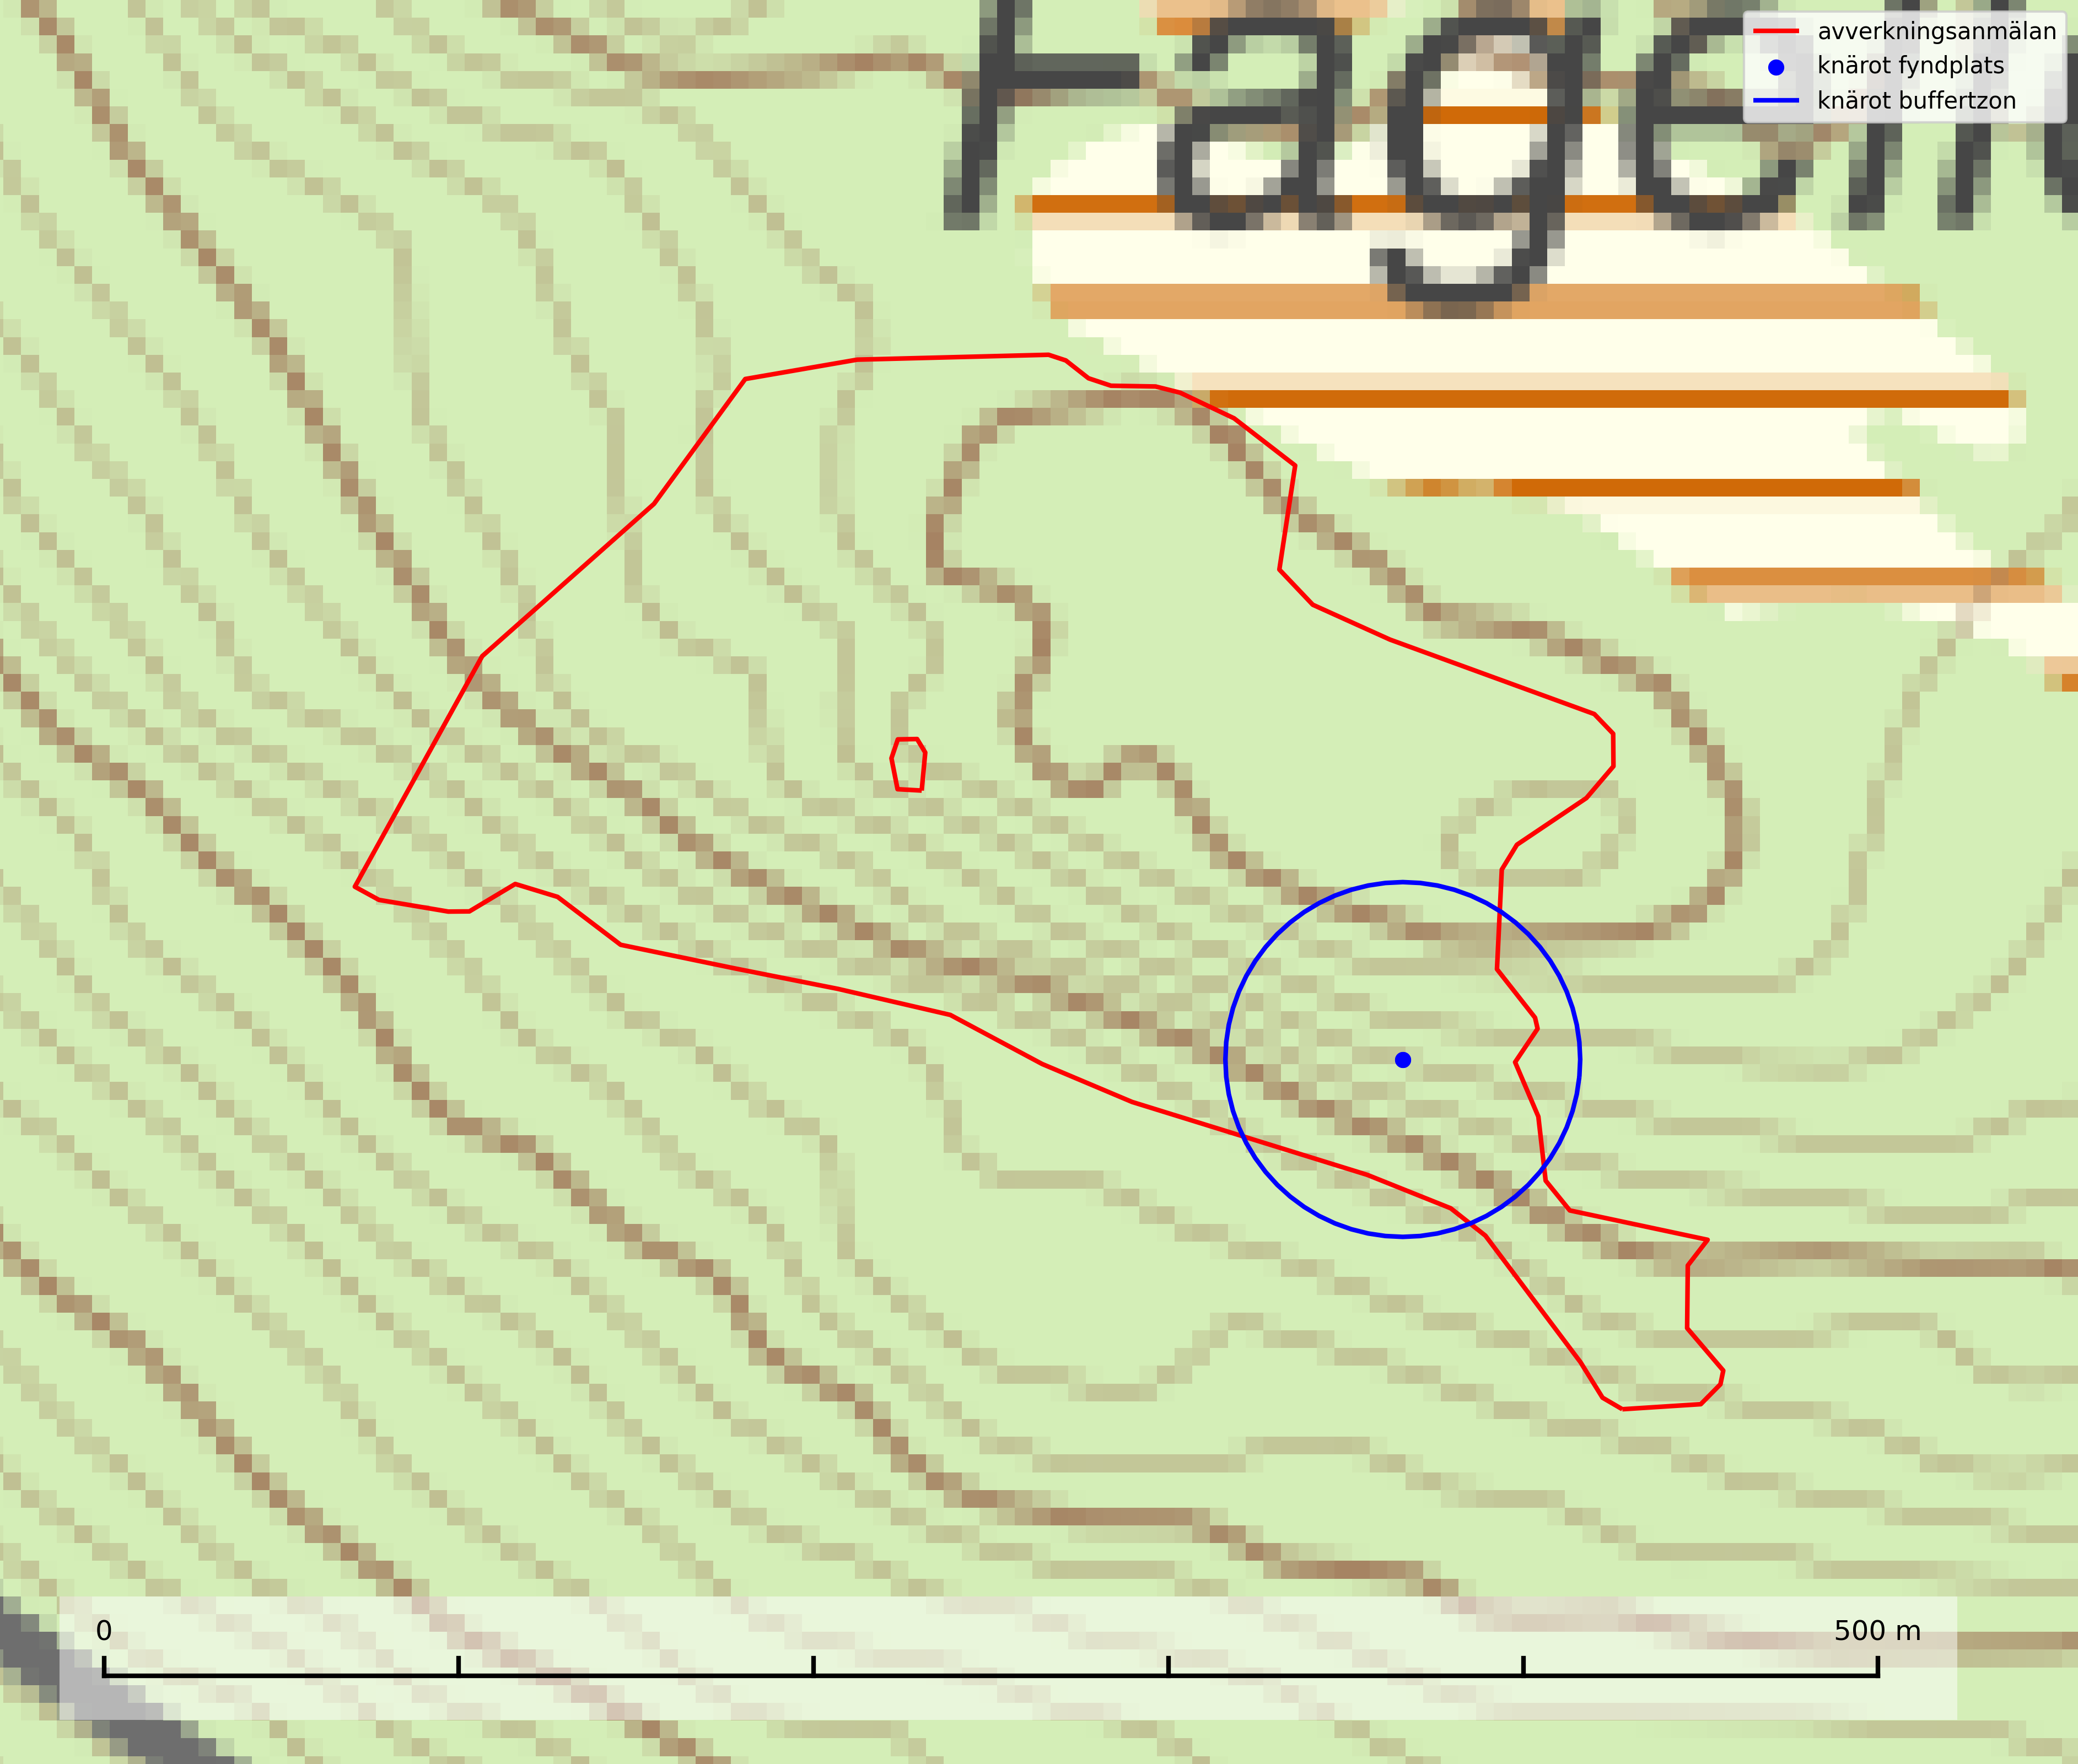 avverkningsanmälan
knärot fyndplats
knärot buffertzon
0
500 m